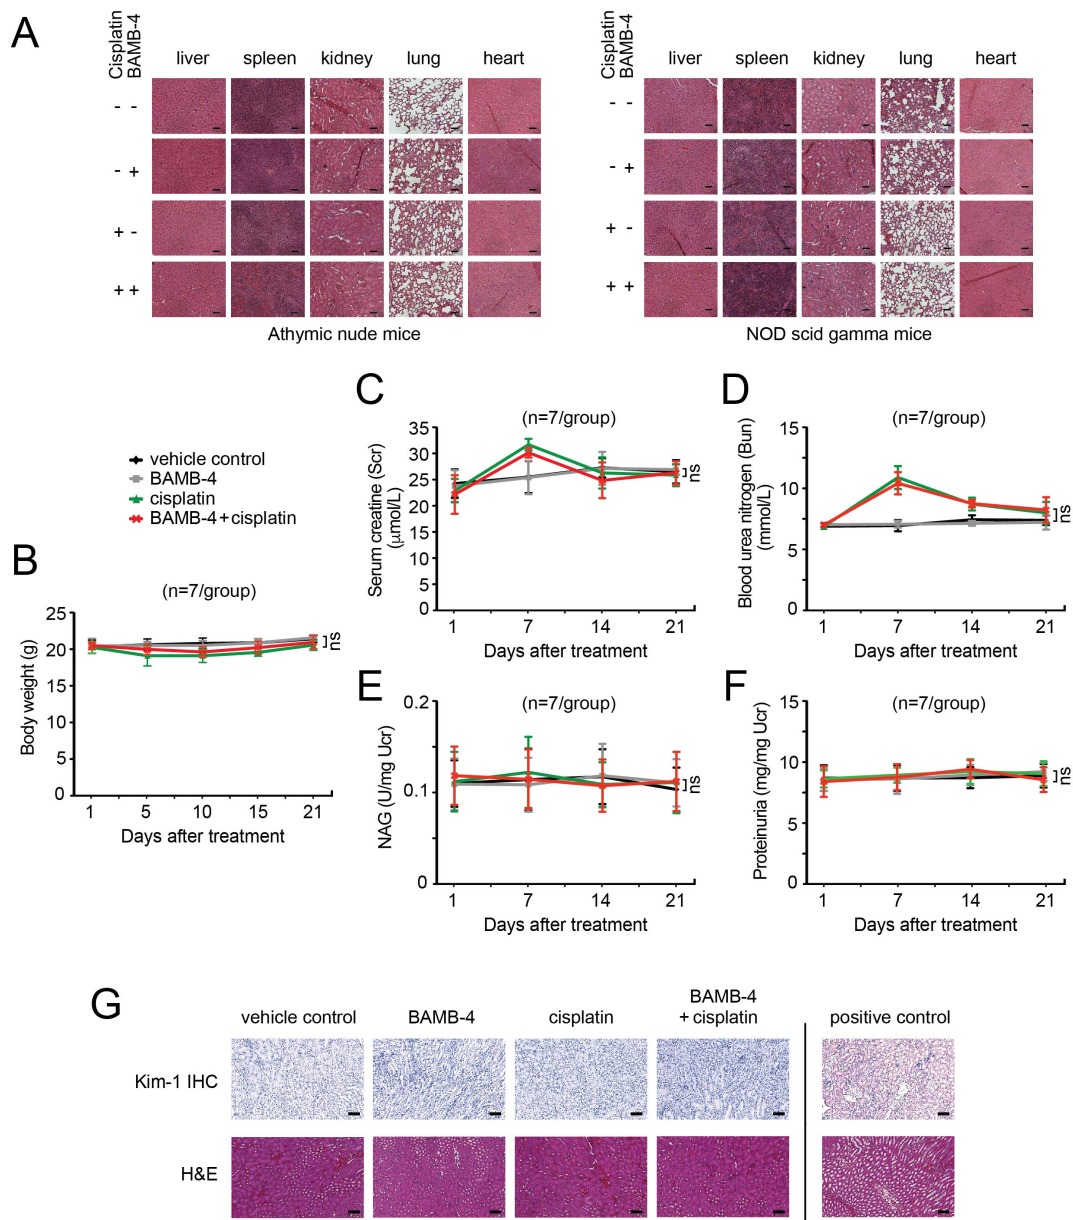 A
Cisplatin
BAMB-4
liver spleen kidney lung heart
- -
- +
+ -
+ +
Athymic nude mice
Cisplatin
BAMB-4
liver spleen kidney lung heart
- -
- +
+ -
+ +
NOD scid gamma mice
vehicle control
BAMB-4
cisplatin
BAMB-4+cisplatin
B
(n=7/group)
Body weight (g)
25
20
15
10
5
0
1 5 10 15 21
Days after treatment
ns
C
(n=7/group)
Serum creatine (Scr)
(μmol/L)
35
30
25
20
15
10
5
0
1 7 14 21
Days after treatment
ns
D
(n=7/group)
Blood urea nitrogen (Bun)
(mmol/L)
15
10
5
0
1 7 14 21
Days after treatment
ns
E
(n=7/group)
NAG (U/mg Ucr)
0.2
0.1
0
1 7 14 21
Days after treatment
ns
F
(n=7/group)
Proteinuria (mg/mg Ucr)
15
10
5
0
1 7 14 21
Days after treatment
ns
G
vehicle control BAMB-4 cisplatin BAMB-4
+ cisplatin positive control
Kim-1 IHC
H&E